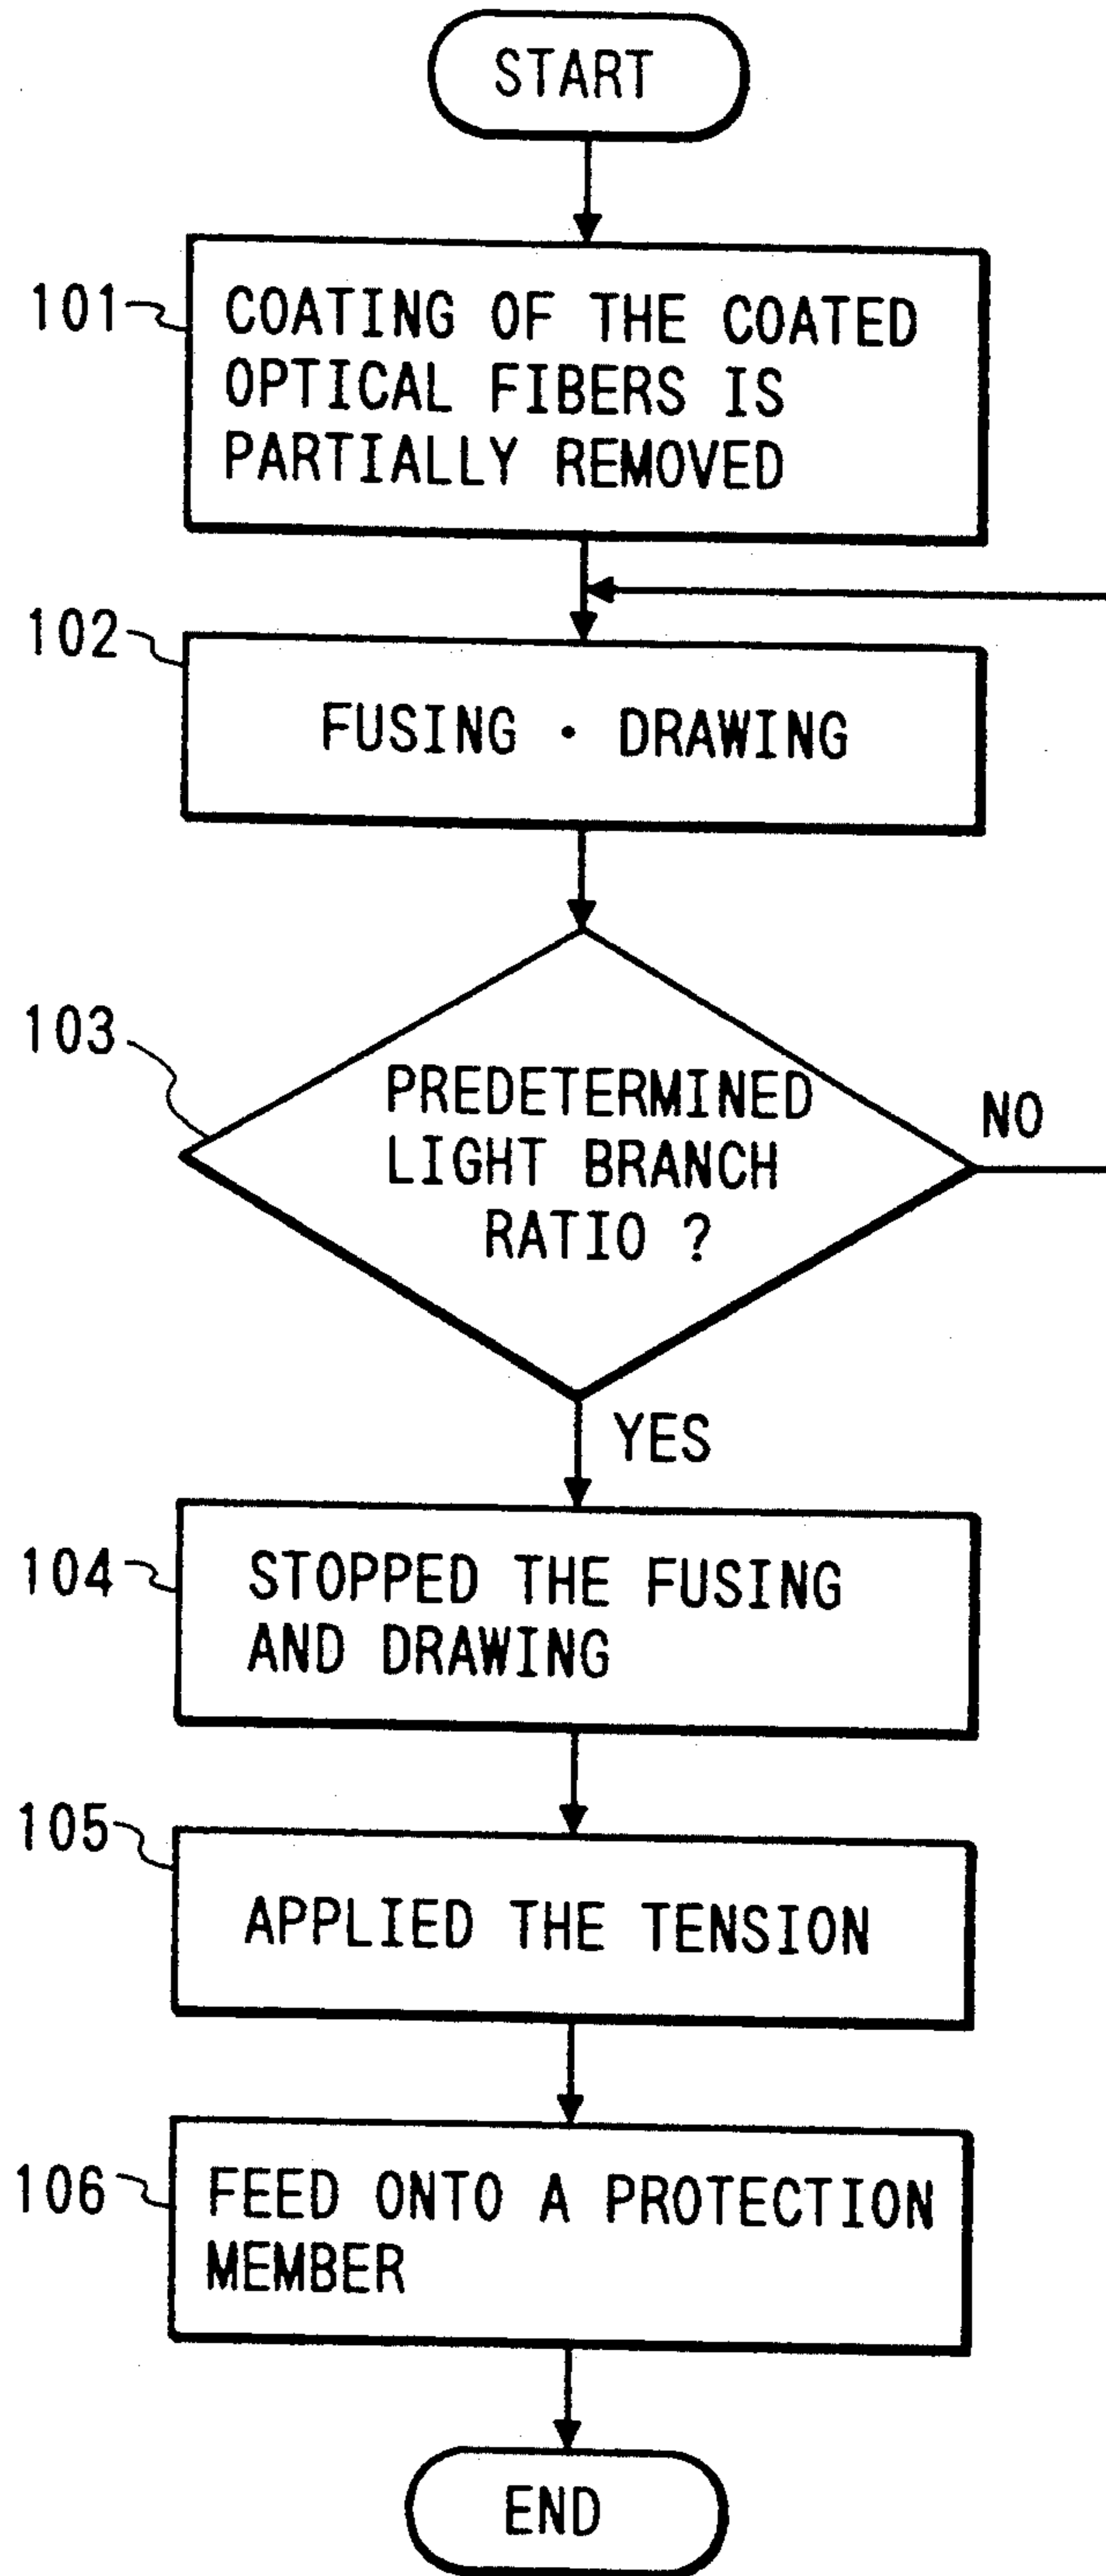 START
101
COATING OF THE COATED
OPTICAL FIBERS IS
PARTIALLY REMOVED
102
FUSING · DRAWING
103
PREDETERMINED
LIGHT BRANCH
RATIO ?
NO
YES
104
STOPPED THE FUSING
AND DRAWING
105
APPLIED THE TENSION
106
FEED ONTO A PROTECTION
MEMBER
END